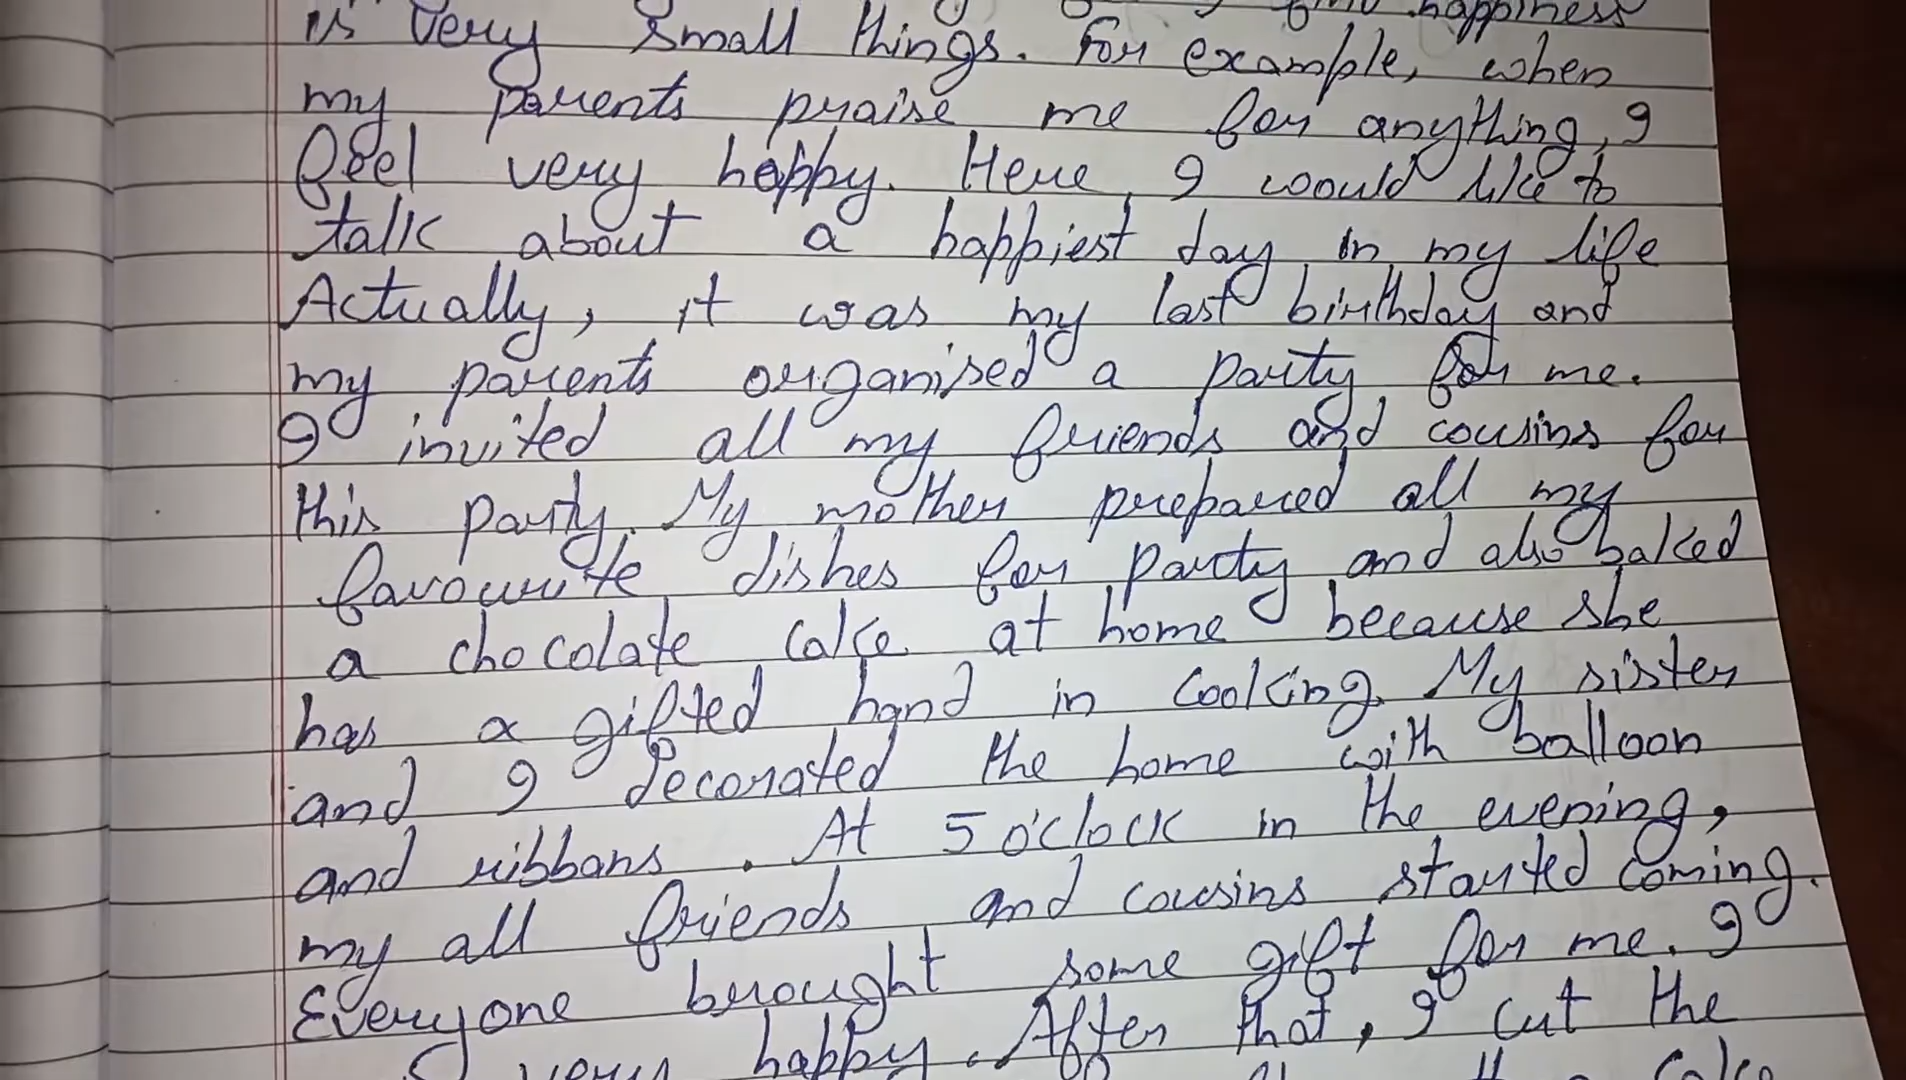 happiness
is very small things. For example, when
my parents praise me for anything, I
feel very happy. Here, I would like to
talk about a happiest day in my life
Actually, it was my last birthday and
my parents organised a party for me.
I invited all my friends and cousins for
this party. My mother prepared all my
favourite dishes for party and also baked
a chocolate cake at home because she
has a gifted hand in cooking. My sister
and I decorated the home with balloon
and ribbans. At 5 o'clock in the evening,
my all friends and cousins started coming.
Everyone brought some gift for me. I
very happy. After that, I cut the
cake